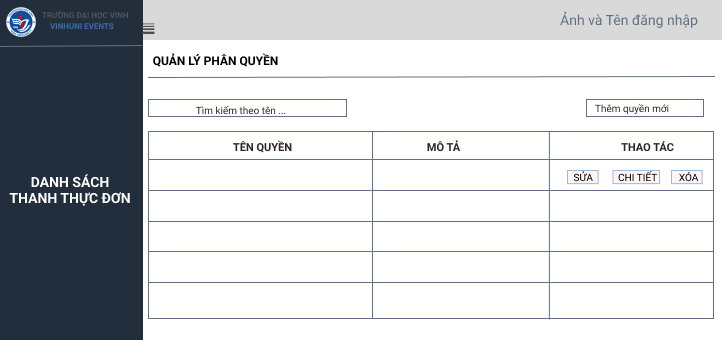 TRƯỜNG ĐẠI HỌC VINH
VINHUNI EVENTS
Ảnh và Tên đăng nhập
QUẢN LÝ PHÂN QUYỀN
Tìm kiếm theo tên ...
Thêm quyền mới
TÊN QUYỀN
MÔ TẢ
THAO TÁC
SỬA
CHI TIẾT
XÓA
DANH SÁCH
THANH THỰC ĐƠN